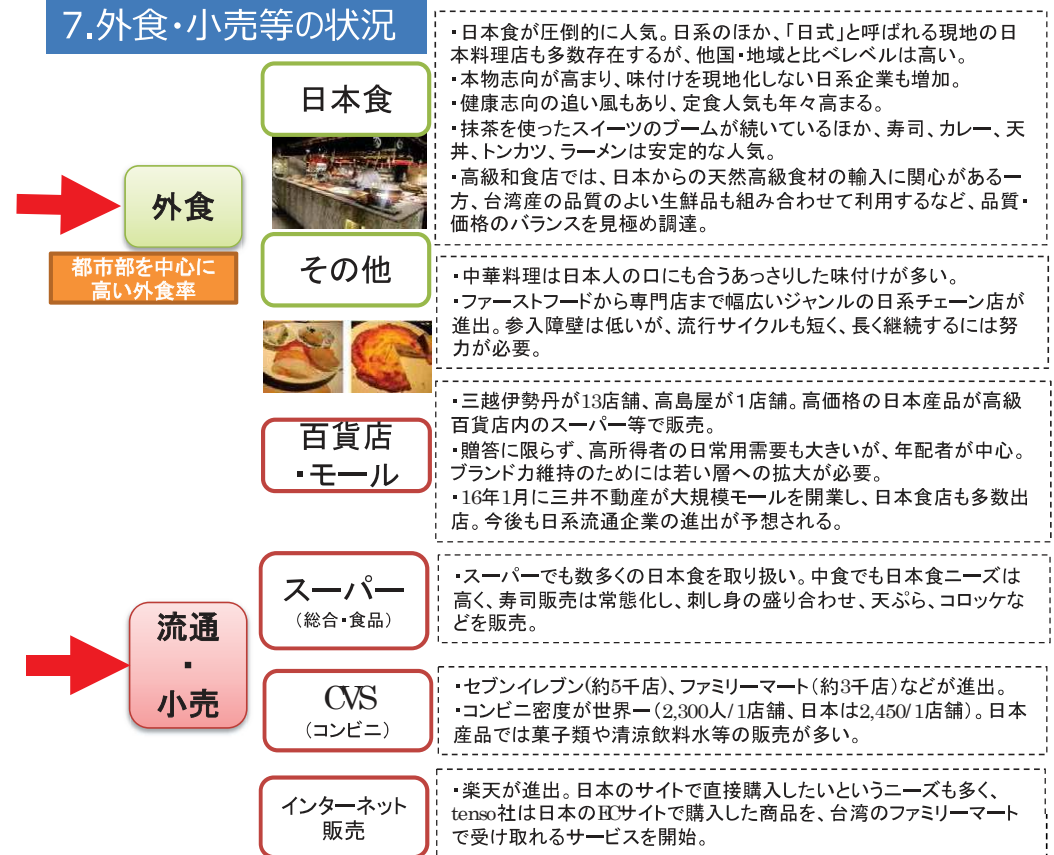 7.外食・小売等の状況
外食
都市部を中心に
高い外食率
日本食
・日本食が圧倒的に人気。日系のほか、「日式」と呼ばれる現地の日
本料理店も多数存在するが、他国・地域と比べレベルは高い。
・本物志向が高まり、味付けを現地化しない日系企業も増加。
・健康志向の追い風もあり、定食人気も年々高まる。
・抹茶を使ったスイーツのブームが続いているほか、寿司、カレー、天
丼、トンカツ、ラーメンは安定的な人気。
・高級和食店では、日本からの天然高級食材の輸入に関心がある一
方、台湾産の品質のよい生鮮品も組み合わせて利用するなど、品質・
価格のバランスを見極め調達。
その他
・中華料理は日本人の口にも合うあっさりした味付けが多い。
・ファーストフードから専門店まで幅広いジャンルの日系チェーン店が
進出。参入障壁は低いが、流行サイクルも短く、長く継続するには努
力が必要。
流通
・
小売
百貨店
・モール
・三越伊勢丹が13店舗、高島屋が1店舗。高価格の日本産品が高級
百貨店内のスーパー等で販売。
・贈答に限らず、高所得者の日常用需要も大きいが、年配者が中心。
ブランド力維持のためには若い層への拡大が必要。
・16年1月に三井不動産が大規模モールを開業し、日本食店も多数出
店。今後も日系流通企業の進出が予想される。
スーパー
(総合・食品)
・スーパーでも数多くの日本食を取り扱い。中食でも日本食ニーズは
高く、寿司販売は常態化し、刺し身の盛り合わせ、天ぷら、コロッケな
どを販売。
CVS
(コンビニ)
・セブンイレブン(約5千店)、ファミリーマート(約3千店)などが進出。
・コンビニ密度が世界一(2,300人/1店舗、日本は2,450/1店舗)。日本
産品では菓子類や清涼飲料水等の販売が多い。
インターネット
販売
・楽天が進出。日本のサイトで直接購入したいというニーズも多く、
tenso社は日本のECサイトで購入した商品を、台湾のファミリーマート
で受け取れるサービスを開始。